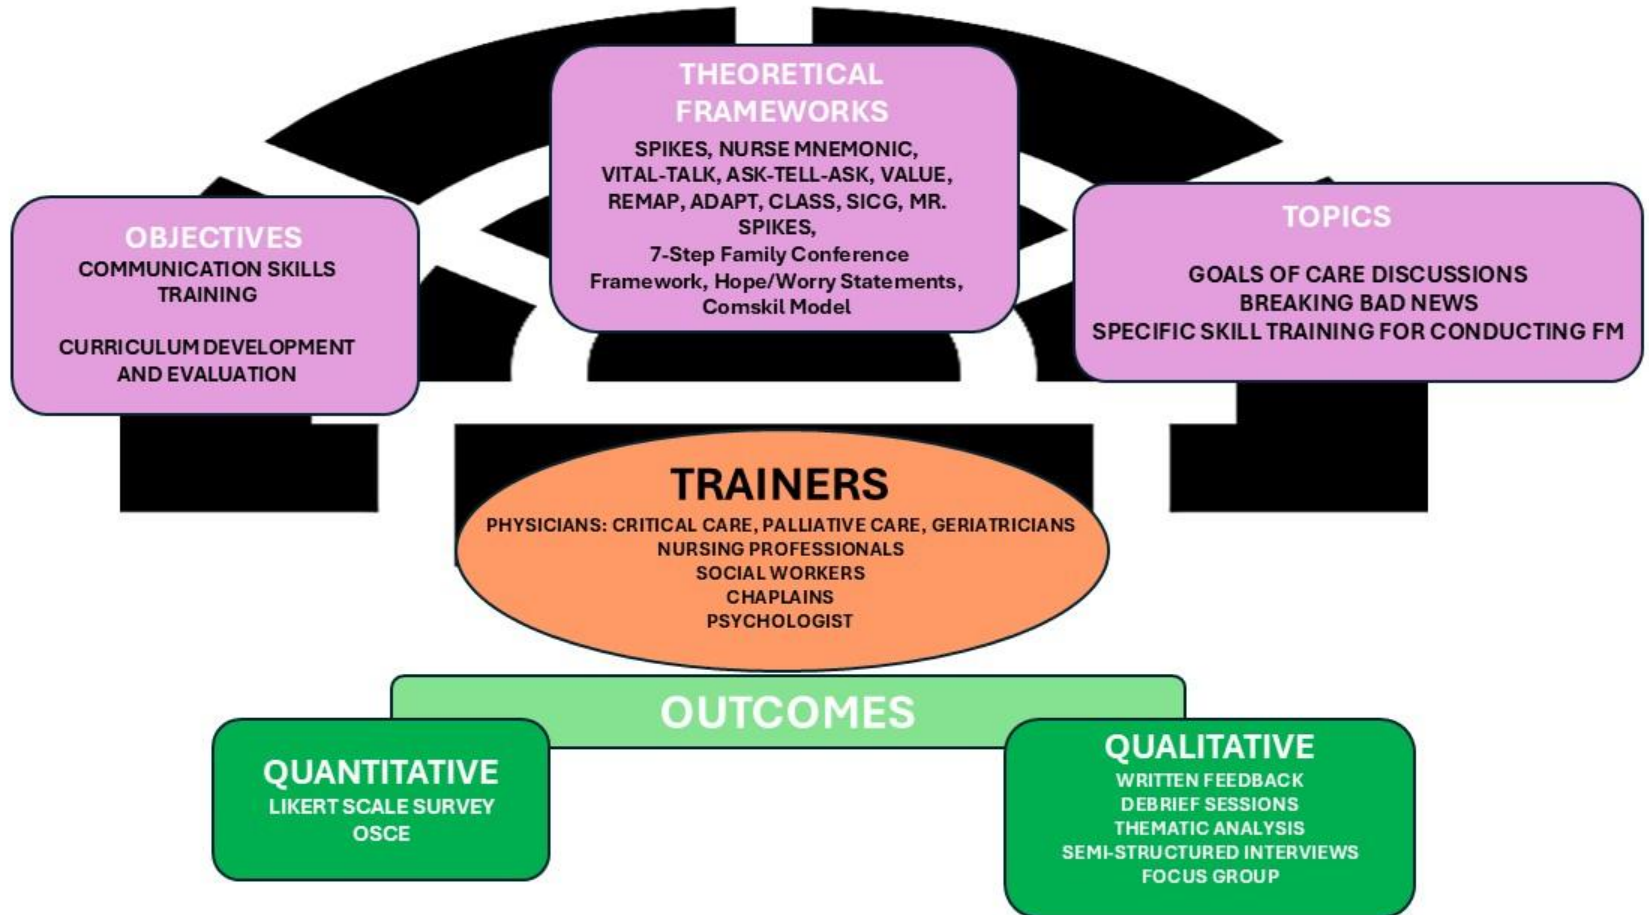 THEORETICAL
FRAMEWORKS
SPIKES, NURSE MNEMONIC,
VITAL-TALK, ASK-TELL-ASK, VALUE,
REMAP, ADAPT, CLASS, SICG, MR.
SPIKES,
7-Step Family Conference
Framework, Hope/Worry Statements,
Comskil Model
OBJECTIVES
COMMUNICATION SKILLS
TRAINING
CURRICULUM DEVELOPMENT
AND EVALUATION
TOPICS
GOALS OF CARE DISCUSSIONS
BREAKING BAD NEWS
SPECIFIC SKILL TRAINING FOR CONDUCTING FM
TRAINERS
PHYSICIANS: CRITICAL CARE, PALLIATIVE CARE, GERIATRICIANS
NURSING PROFESSIONALS
SOCIAL WORKERS
CHAPLAINS
PSYCHOLOGIST
OUTCOMES
QUANTITATIVE
LIKERT SCALE SURVEY
OSCE
QUALITATIVE
WRITTEN FEEDBACK
DEBRIEF SESSIONS
THEMATIC ANALYSIS
SEMI-STRUCTURED INTERVIEWS
FOCUS GROUP